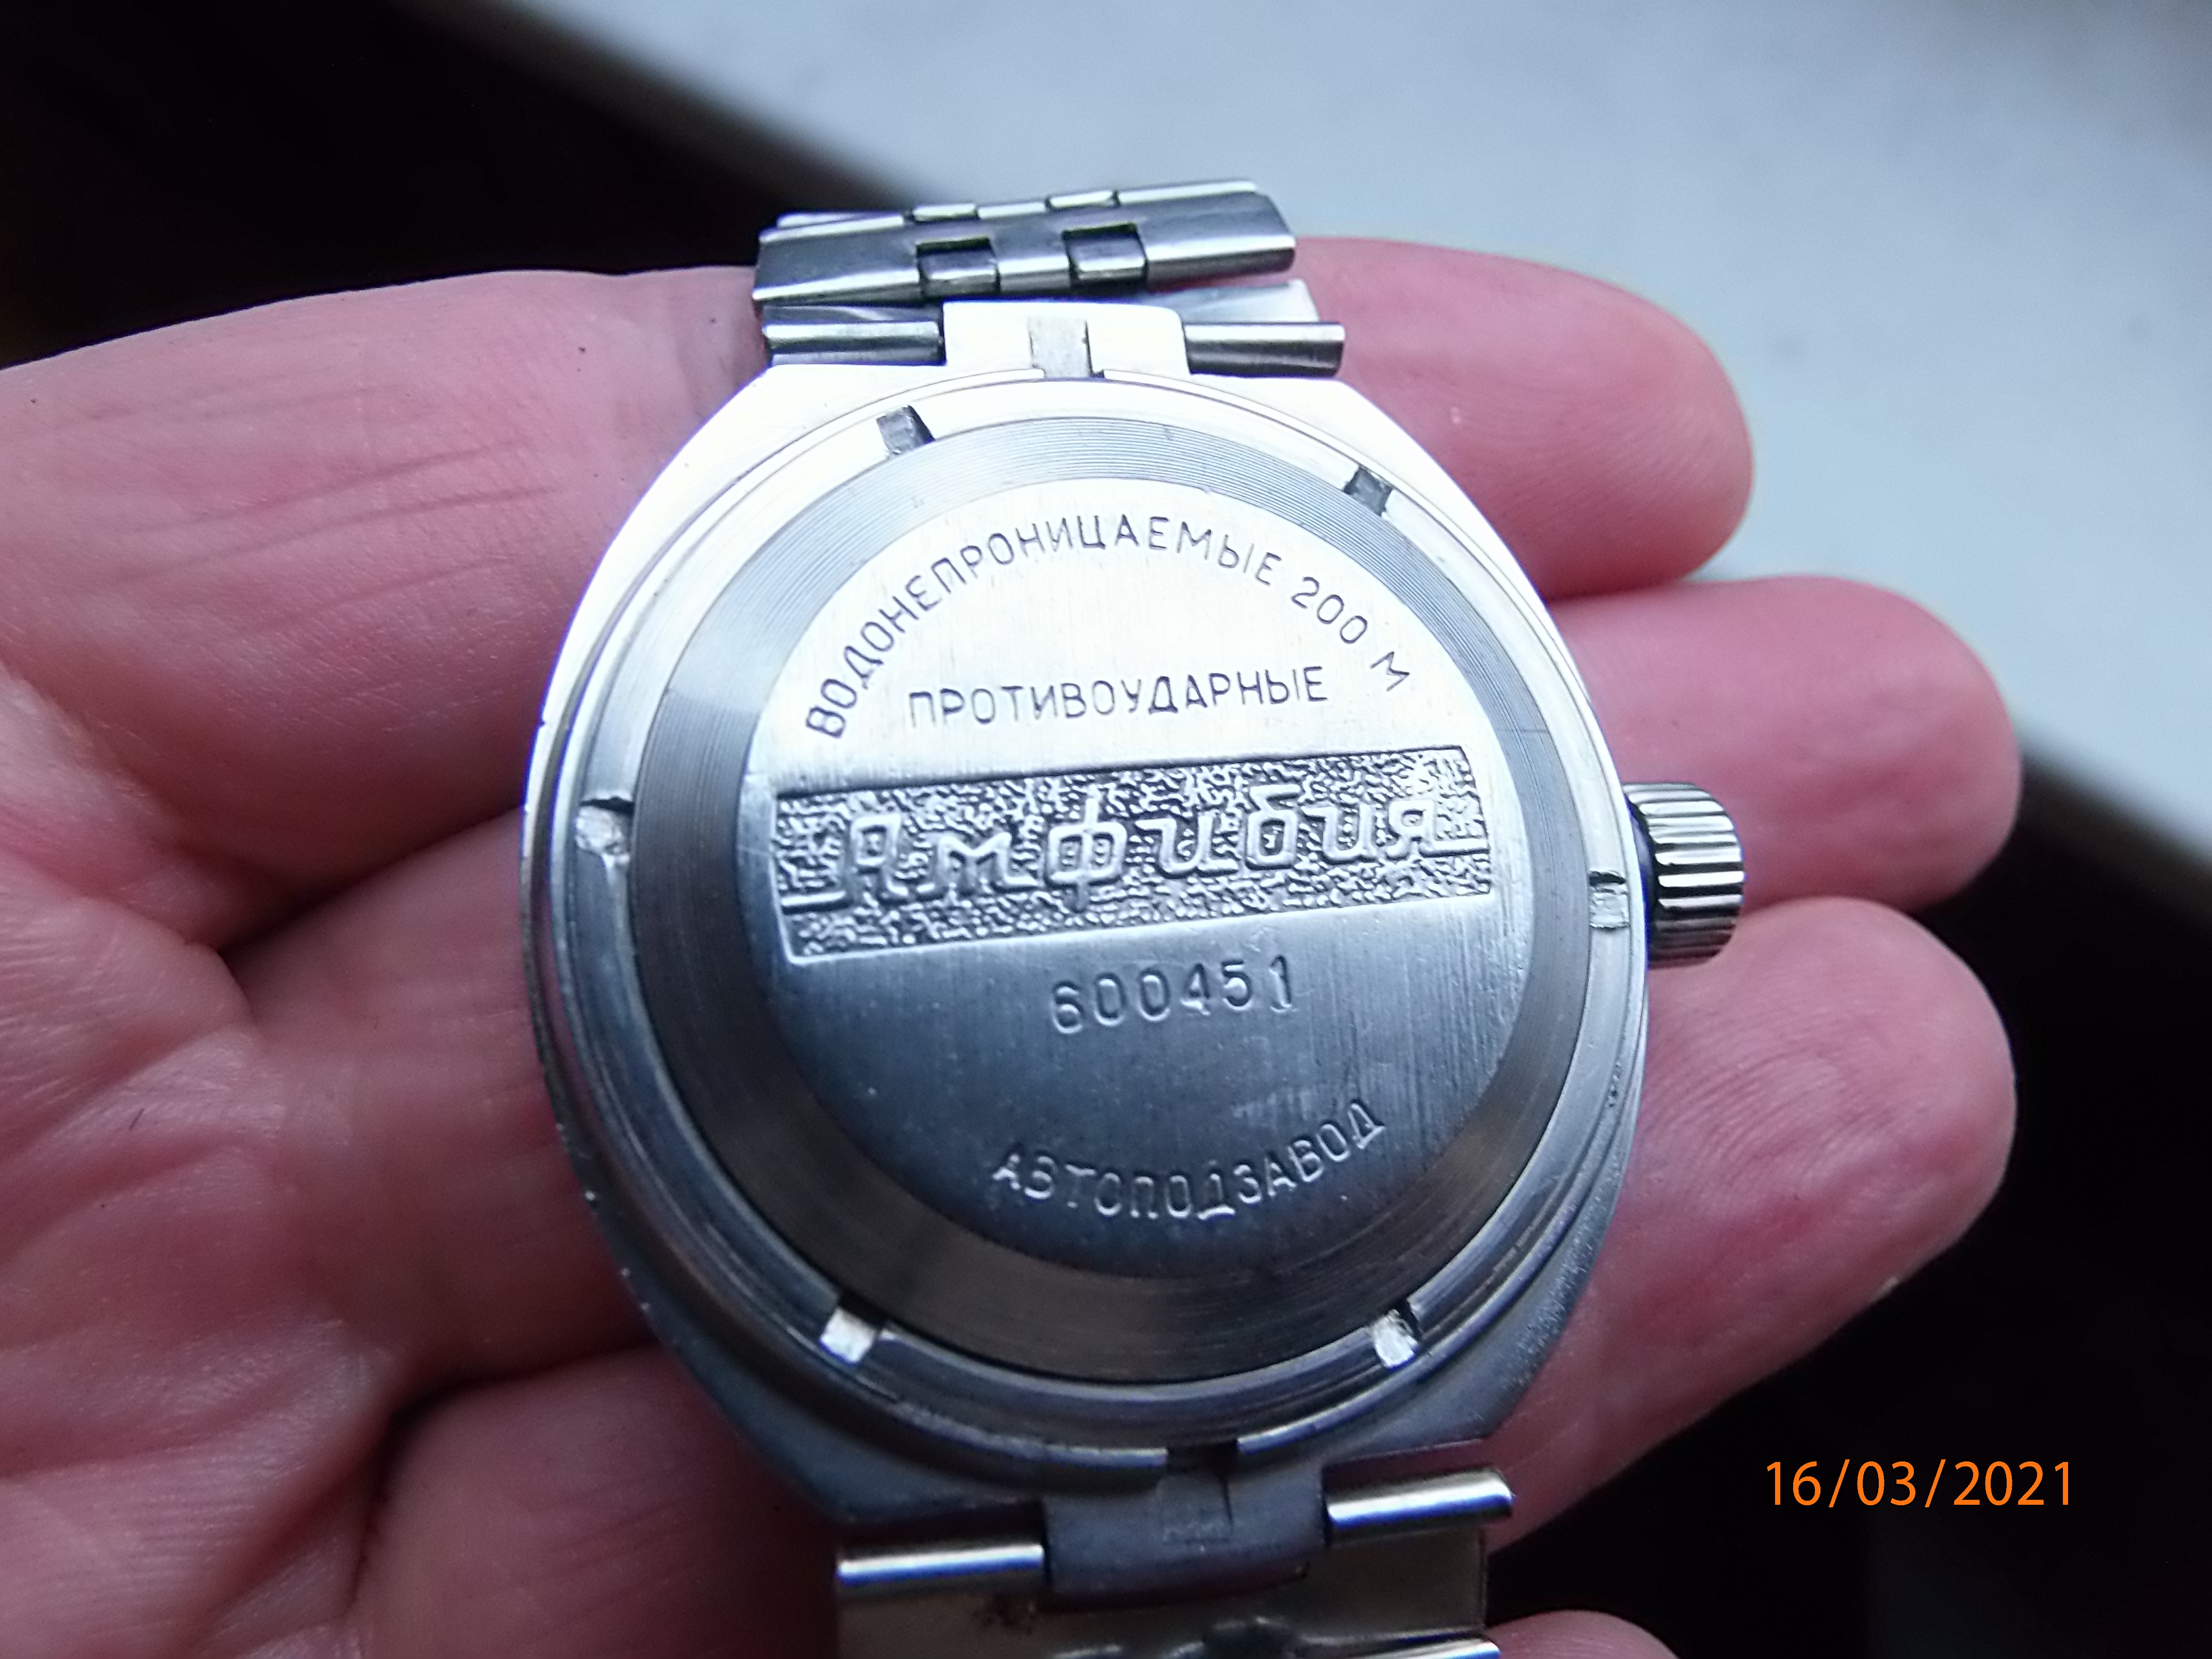 ВОДОНЕПРОНИЦАЕМЫЕ 200 М
ПРОТИВОУДАРНЫЕ
Амфибия
600451
АВТОПОДЗАВОД
16/03/2021